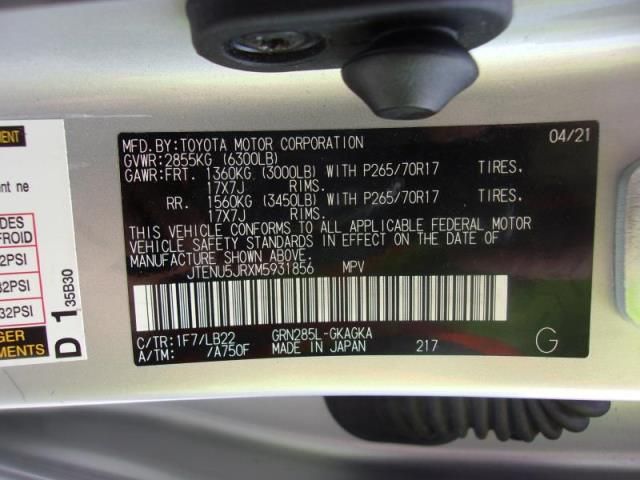 MFD.BY:TOYOTA MOTOR CORPORATION 04/21
GVWR:2855KG (6300LB)
GAWR:FRT. 1360KG (3000LB) WITH P265/70R17 TIRES.
17X7J RIMS.
RR. 1560KG (3450LB) WITH P265/70R17 TIRES.
17X7J RIMS.
THIS VEHICLE CONFORMS TO ALL APPLICABLE FEDERAL MOTOR
VEHICLE SAFETY STANDARDS IN EFFECT ON THE DATE OF
MANUFACTURE SHOWN ABOVE.
JTENU5JRXM5931856 MPV
C/TR:1F7/LB22 GRN285L-GKAGKA
A/TM: /A750F MADE IN JAPAN 217 G
MENT
nt ne
DES
FROID
2PSI
32PSI
32PSI
GER
MENTS
D 1 35B30